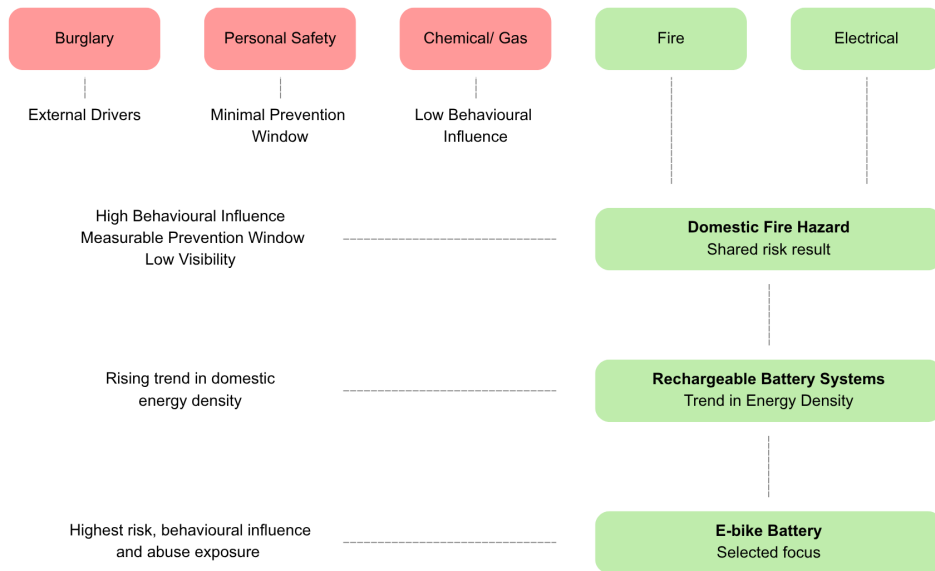 Burglary
Personal Safety
Chemical/ Gas
Fire
Electrical
External Drivers
Minimal Prevention
Window
Low Behavioural
Influence
High Behavioural Influence
Measurable Prevention Window
Low Visibility
Domestic Fire Hazard
Shared risk result
Rising trend in domestic
energy density
Rechargeable Battery Systems
Trend in Energy Density
Highest risk, behavioural influence
and abuse exposure
E-bike Battery
Selected focus